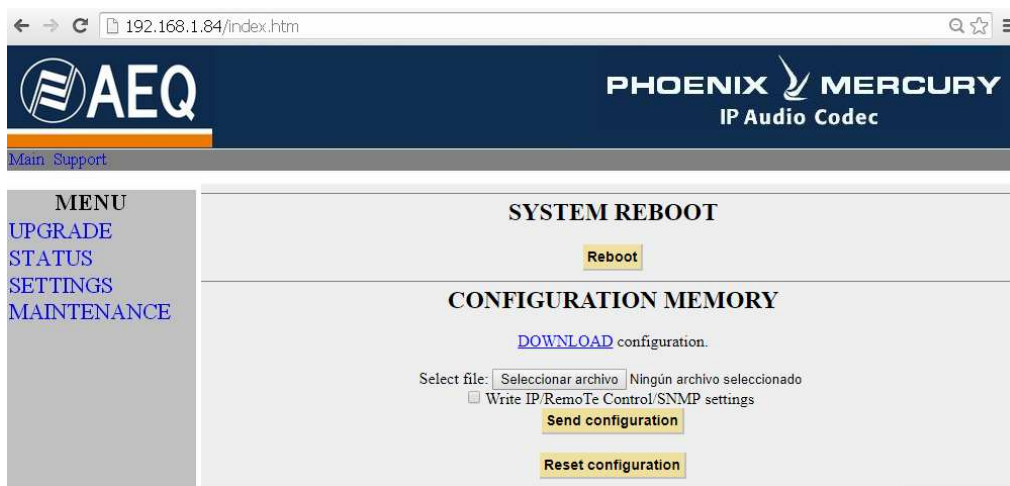 192.168.1.84/index.htm
AEQ
PHOENIX MERCURY
IP Audio Codec
Main Support
MENU
UPGRADE
STATUS
SETTINGS
MAINTENANCE
SYSTEM REBOOT
Reboot
CONFIGURATION MEMORY
DOWNLOAD configuration.
Select file: Seleccionar archivo Ningún archivo seleccionado
Write IP/RemoTe Control/SNMP settings
Send configuration
Reset configuration